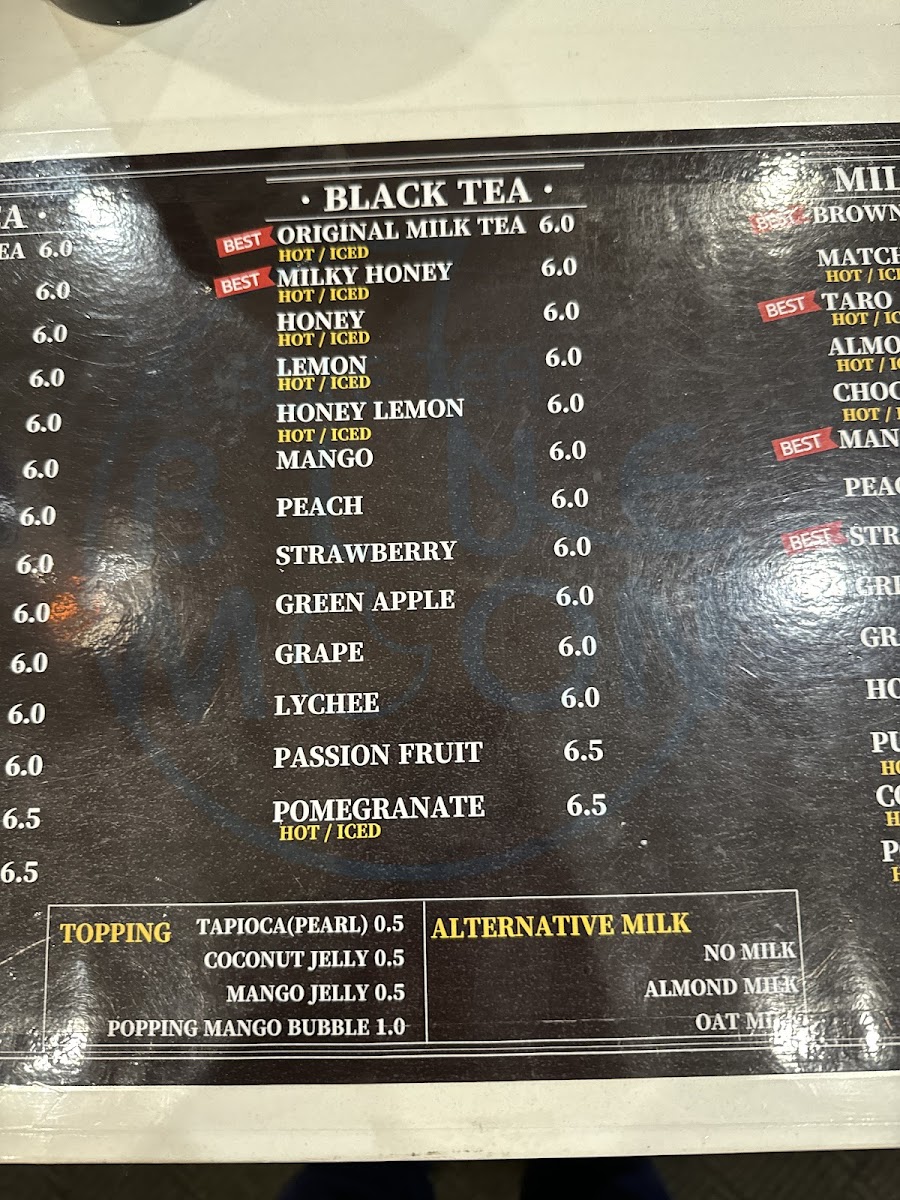 6.0
6.0
6.0
6.0
6.0
6.0
6.0
6.0
6.0
6.0
6.0
6.0
6.5
6.5
· BLACK TEA ·
BEST ORIGINAL MILK TEA 6.0
HOT / ICED
BEST MILKY HONEY 6.0
HOT / ICED
HONEY 6.0
HOT / ICED
LEMON 6.0
HOT / ICED
HONEY LEMON 6.0
HOT / ICED
MANGO 6.0
PEACH 6.0
STRAWBERRY 6.0
GREEN APPLE 6.0
GRAPE 6.0
LYCHEE 6.0
PASSION FRUIT 6.5
POMEGRANATE 6.5
HOT / ICED
BEST BROWN
BEST TARO
BEST
BEST
TOPPING TAPIOCA(PEARL) 0.5
COCONUT JELLY 0.5
MANGO JELLY 0.5
POPPING MANGO BUBBLE 1.0
ALTERNATIVE MILK
NO MILK
ALMOND MILK
OAT MILK